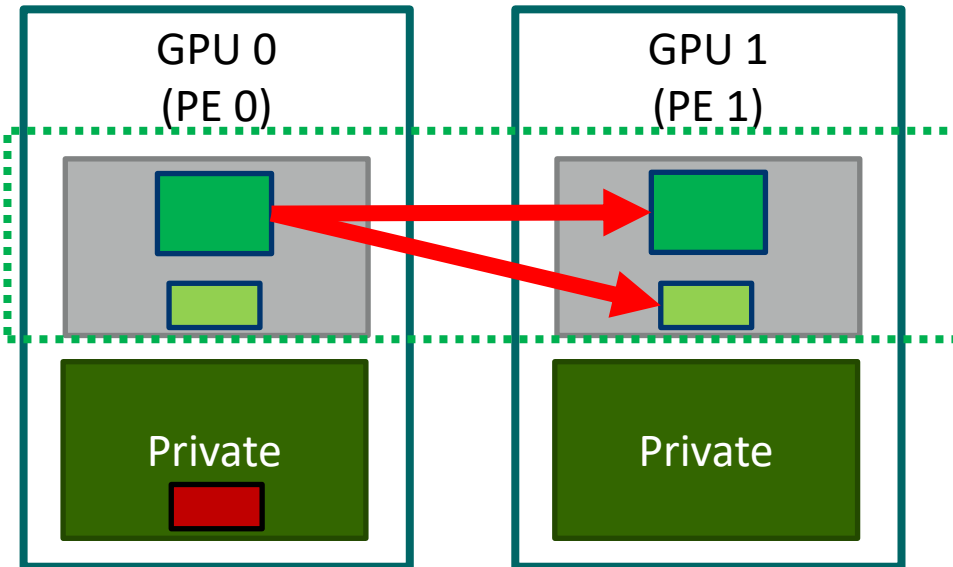 GPU 0
(PE 0)
GPU 1
(PE 1)
Private
Private